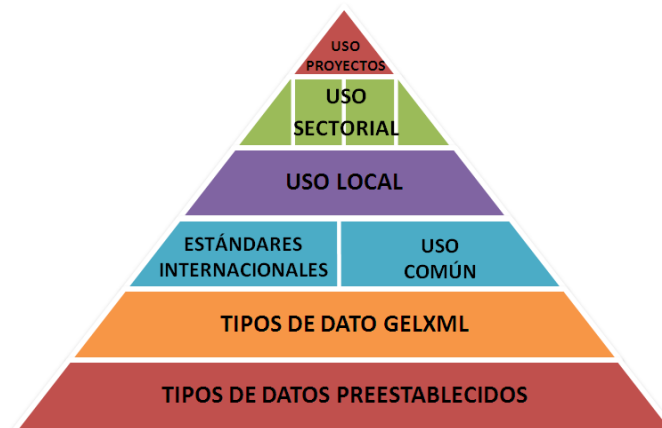 USO
PROYECTOS
USO
SECTORIAL
USO LOCAL
ESTÁNDARES
INTERNACIONALES
USO
COMÚN
TIPOS DE DATO GELXML
TIPOS DE DATOS PREESTABLECIDOS